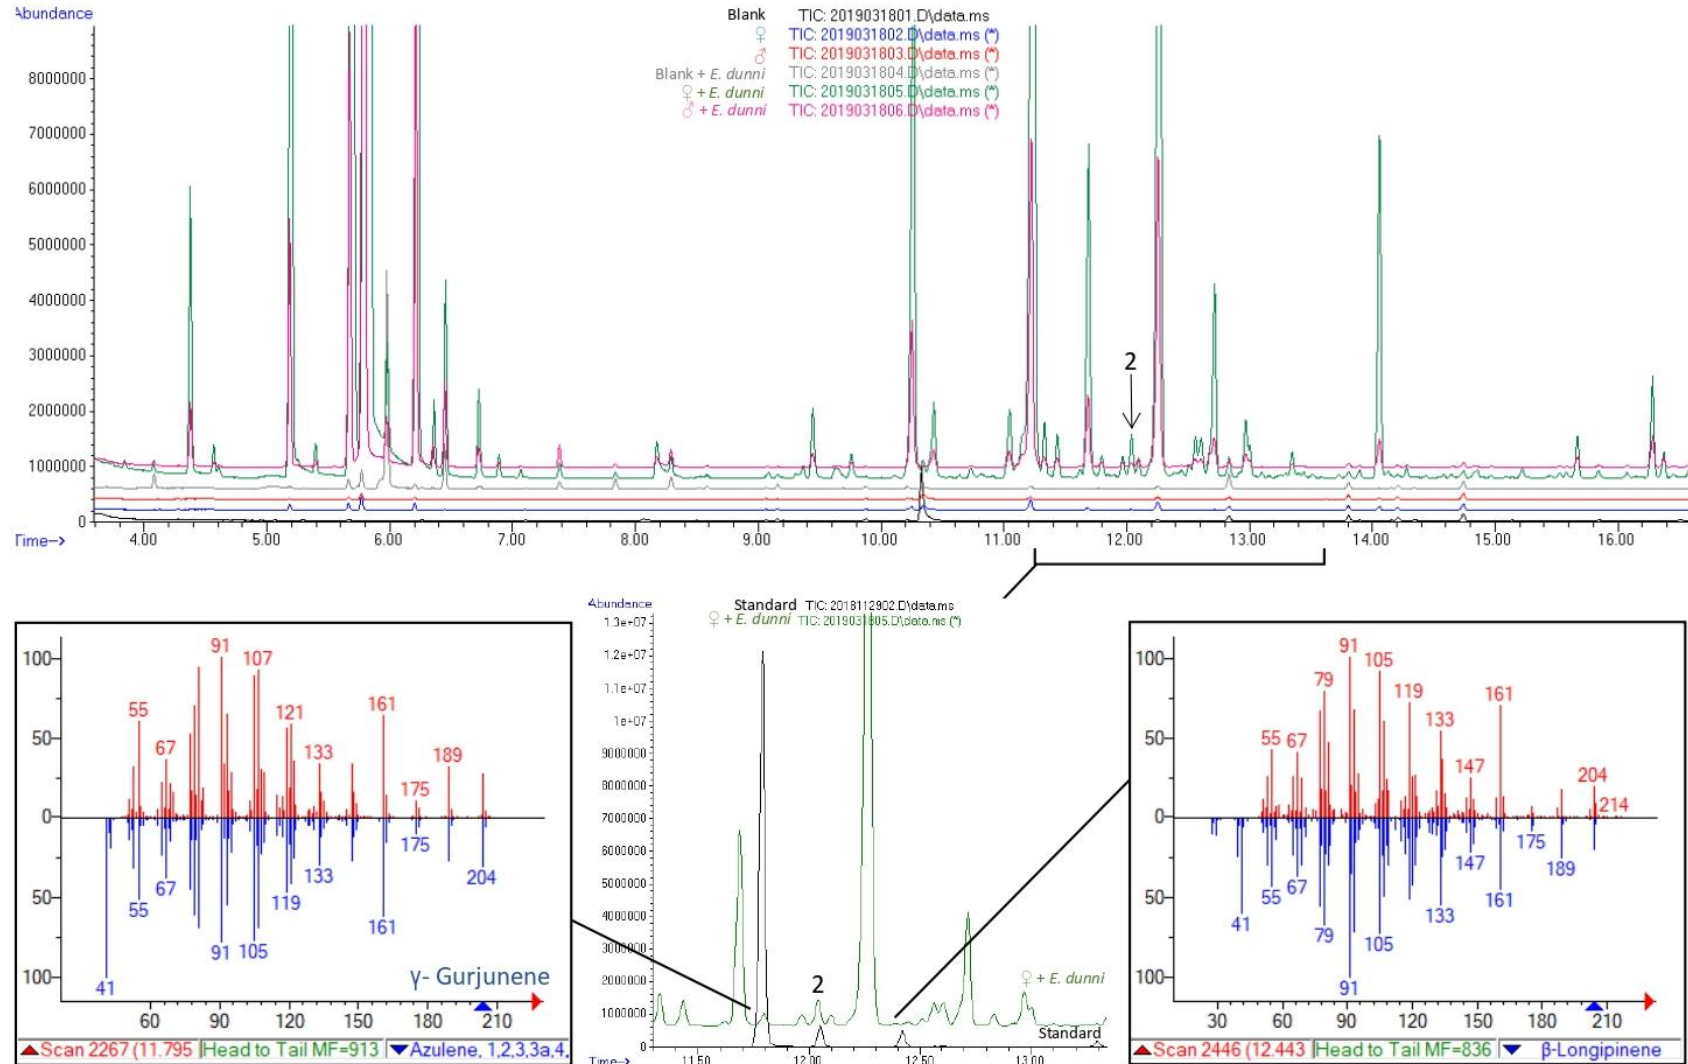 Abundance
Blank TIC: 2019031801.D\data.ms
♀ TIC: 2019031802.D\data.ms (*)
♂ TIC: 2019031803.D\data.ms (*)
Blank + E. dunni TIC: 2019031804.D\data.ms (*)
♀ + E. dunni TIC: 2019031805.D\data.ms (*)
♂ + E. dunni TIC: 2019031806.D\data.ms (*)
8000000
7000000
6000000
5000000
4000000
3000000
2000000
1000000
0
2
4.00 5.00 6.00 7.00 8.00 9.00 10.00 11.00 12.00 13.00 14.00 15.00 16.00
Time-->
100
50
0
50
100
55
67
91
107
121
133
161
175
189
41
55
67
91
105
119
133
161
175
204
γ- Gurjunene
60 90 120 150 180 210
Scan 2267 (11.795 Head to Tail MF=913 Azulene, 1,2,3,3a,4,
Abundance
Standard TIC: 2018112902.D\data.ms
♀ + E. dunni TIC: 2019031805.D\data.ms (*)
1.3e+07
1.2e+07
1.1e+07
1e+07
9000000
8000000
7000000
6000000
5000000
4000000
3000000
2000000
1000000
0
2
♀ + E. dunni
Standard
11.50 12.00 12.50 13.00
Time-->
100
50
0
50
100
55
67
79
91
105
119
133
147
161
204
214
41
55
67
79
91
105
133
147
161
175
189
30 60 90 120 150 180 210
Scan 2446 (12.443 Head to Tail MF=836 β-Longipinene